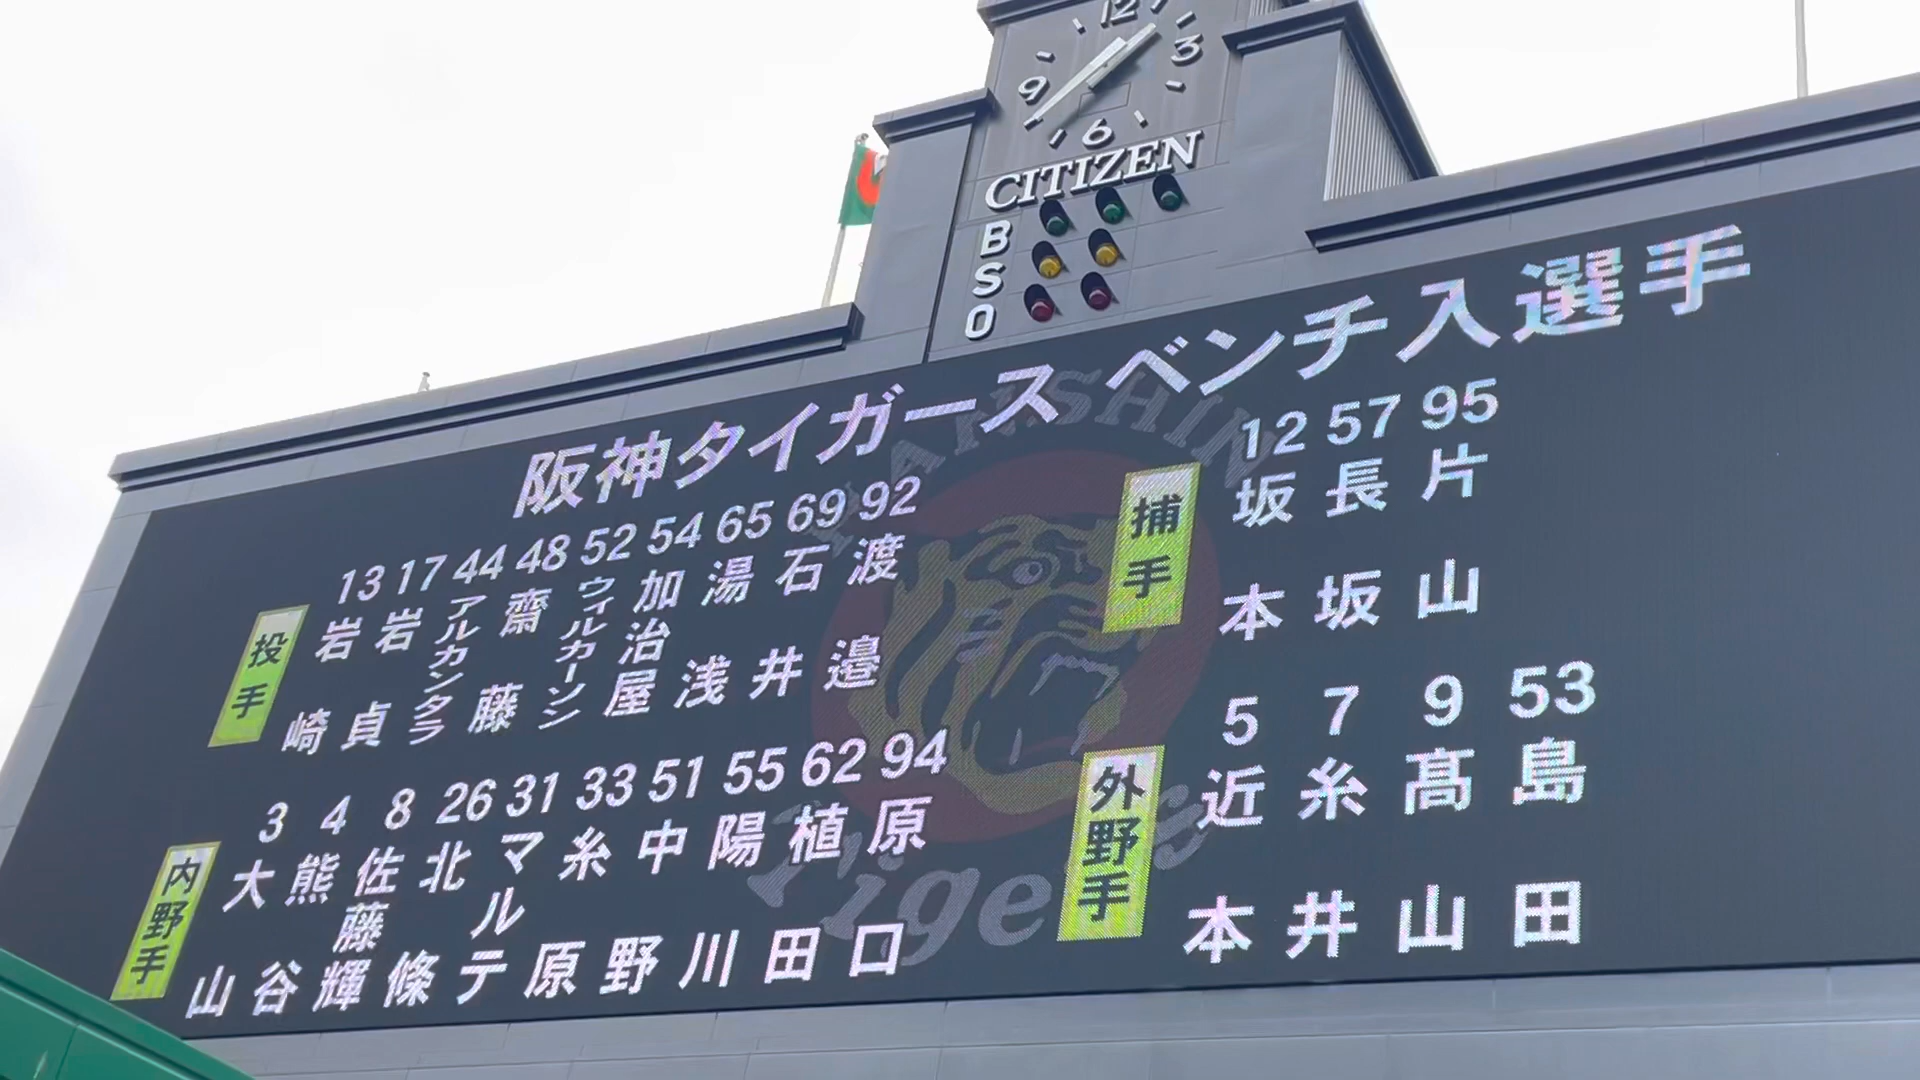 12
3
6
9
CITIZEN
B
S
O
阪神タイガース ベンチ入選手
HANSHIN
Tigers
投手
13 17 44 48 52 54 65 69 92
岩崎 岩貞 アルカンタラ 齋藤 ウィルカーソン 加治屋 湯浅 石井 渡邉
捕手
12 57 95
坂本 長坂 片山
内野手
3 4 8 26 31 33 51 55 62 94
大山 熊谷 佐藤輝 北條 マルテ 糸原 中野 陽川 植田 原口
外野手
5 7 9 53
近本 糸井 髙山 島田